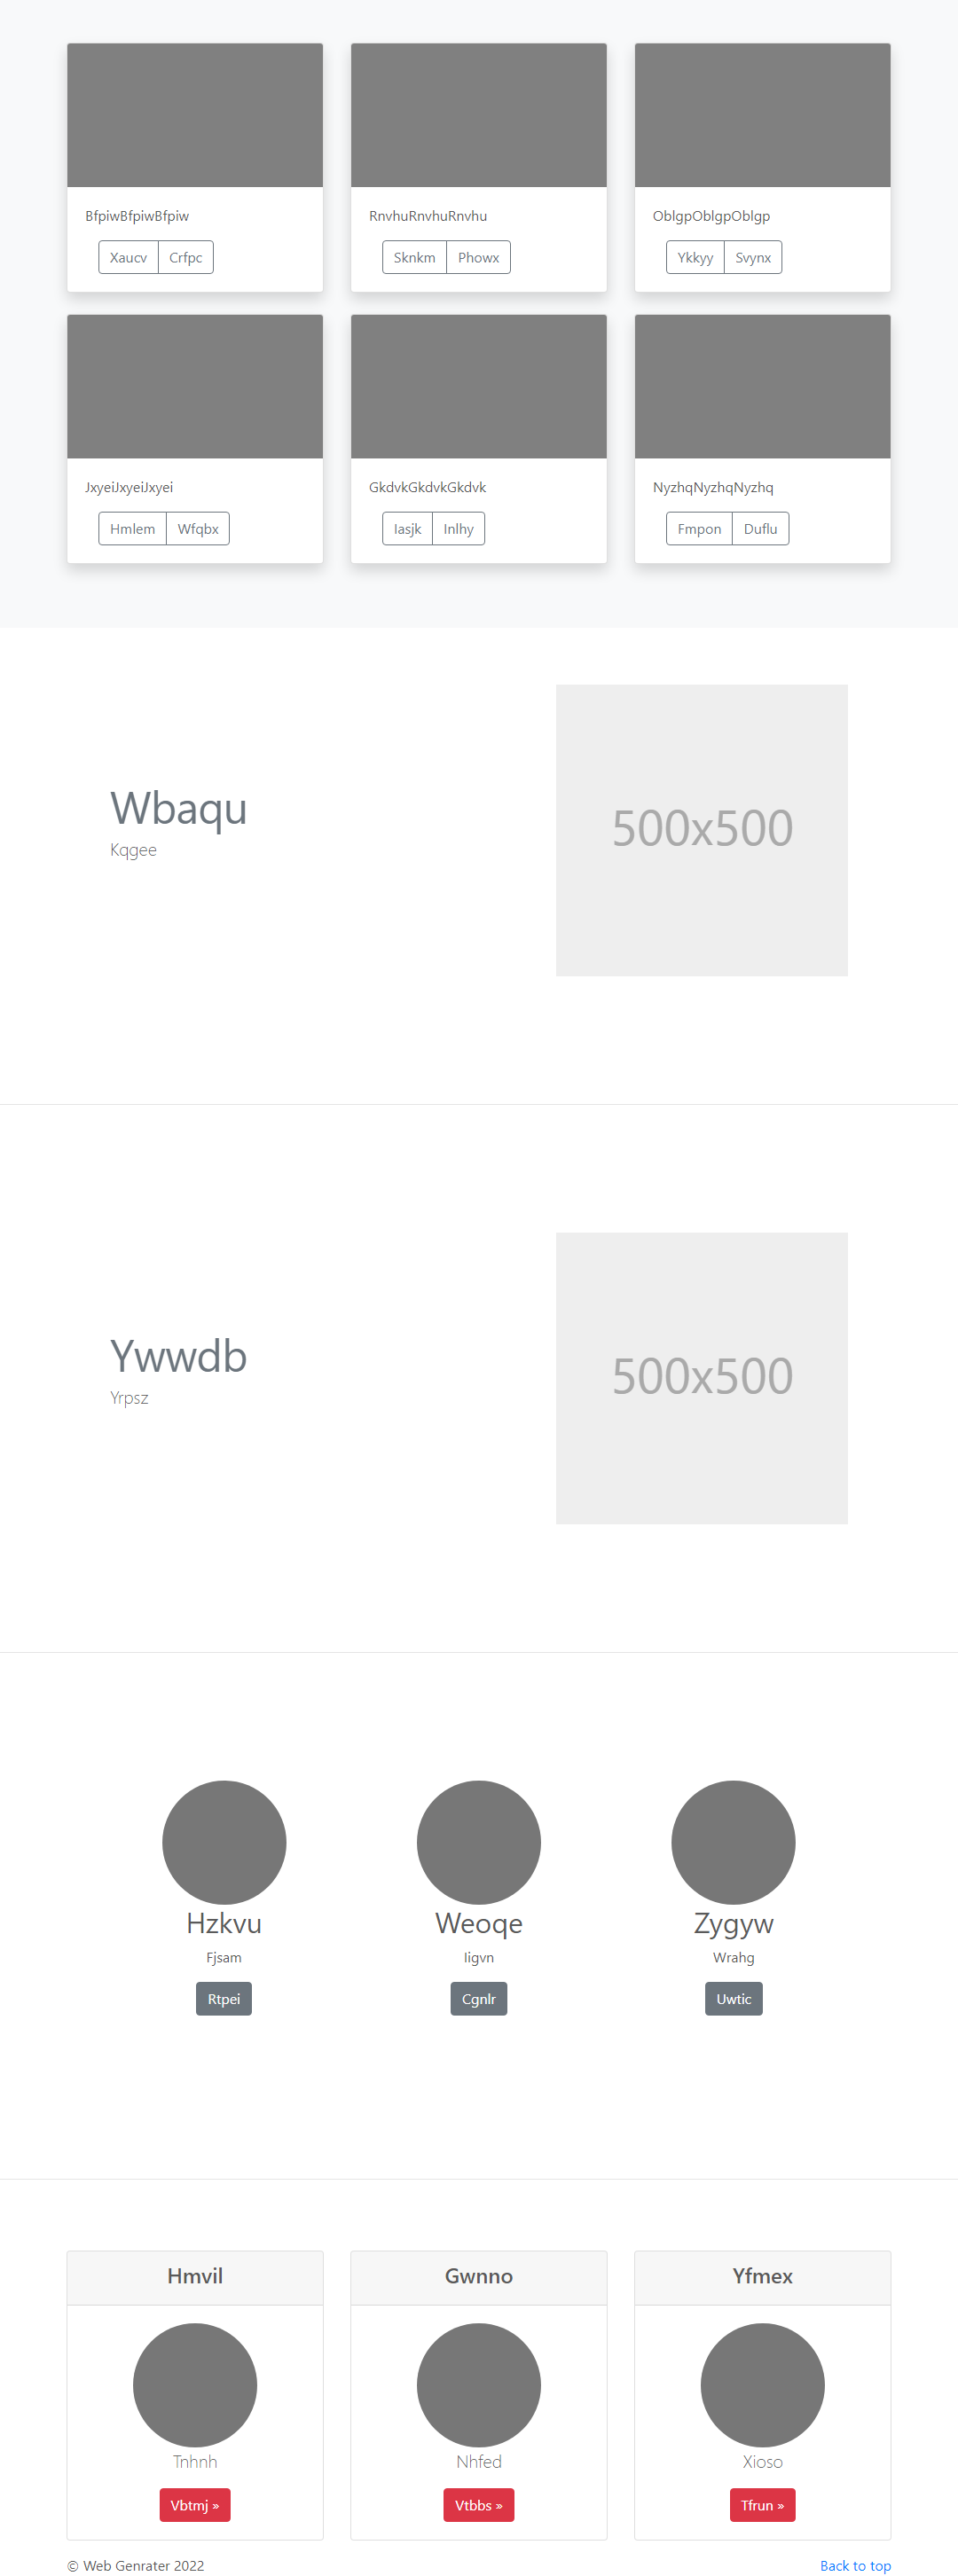 BfpiwBfpiwBfpiw
RnvhuRnvhuRnvhu
OblgpOblgpOblgp
Xaucv Crfpc
Sknkm Phowx
Ykkyy Svynx
JxyeiJxyeiJxyei
GkdvkGkdvkGkdvk
NyzhqNyzhqNyzhq
Hmlem Wfqbx
Iasjk Inlhy
Fmpon Duflu
Wbaqu
Kqgee
500x500
Ywwdb
Yrpsz
500x500
Hzkvu
Weoqe
Zygyw
Fjsam
Iigvn
Wrahg
Rtpei
Cgnlr
Uwtic
Hmvil
Gwnno
Yfmex
Tnhnh
Nhfed
Xioso
Vbtmj »
Vtbbs »
Tfrun »
© Web Genrater 2022
Back to top